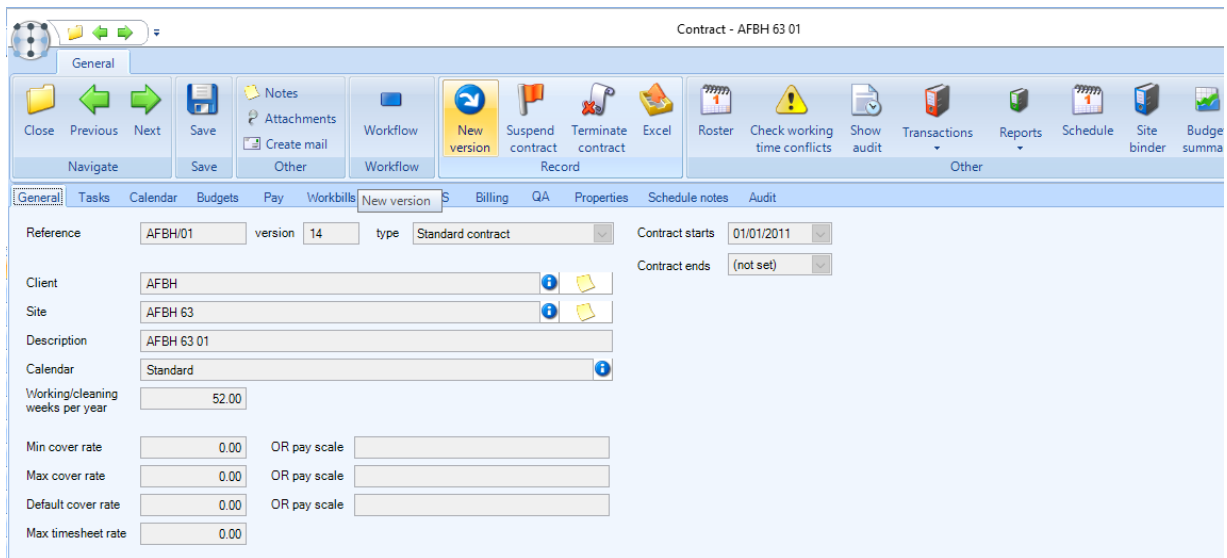 Contract - AFBH 63 01
General
Close Previous Next
Navigate
Save
Save
Notes
Attachments
Create mail
Other
Workflow
Workflow
New version
Suspend contract
Terminate contract
Excel
Record
Roster
Check working time conflicts
Show audit
Transactions
Reports
Schedule
Site binder
Other
General Tasks Calendar Budgets Pay Workbills New version S Billing QA Properties Schedule notes Audit
Reference AFBH/01 version 14 type Standard contract Contract starts 01/01/2011
Contract ends (not set)
Client AFBH
Site AFBH 63
Description AFBH 63 01
Calendar Standard
Working/cleaning
weeks per year 52.00
Min cover rate 0.00 OR pay scale
Max cover rate 0.00 OR pay scale
Default cover rate 0.00 OR pay scale
Max timesheet rate 0.00